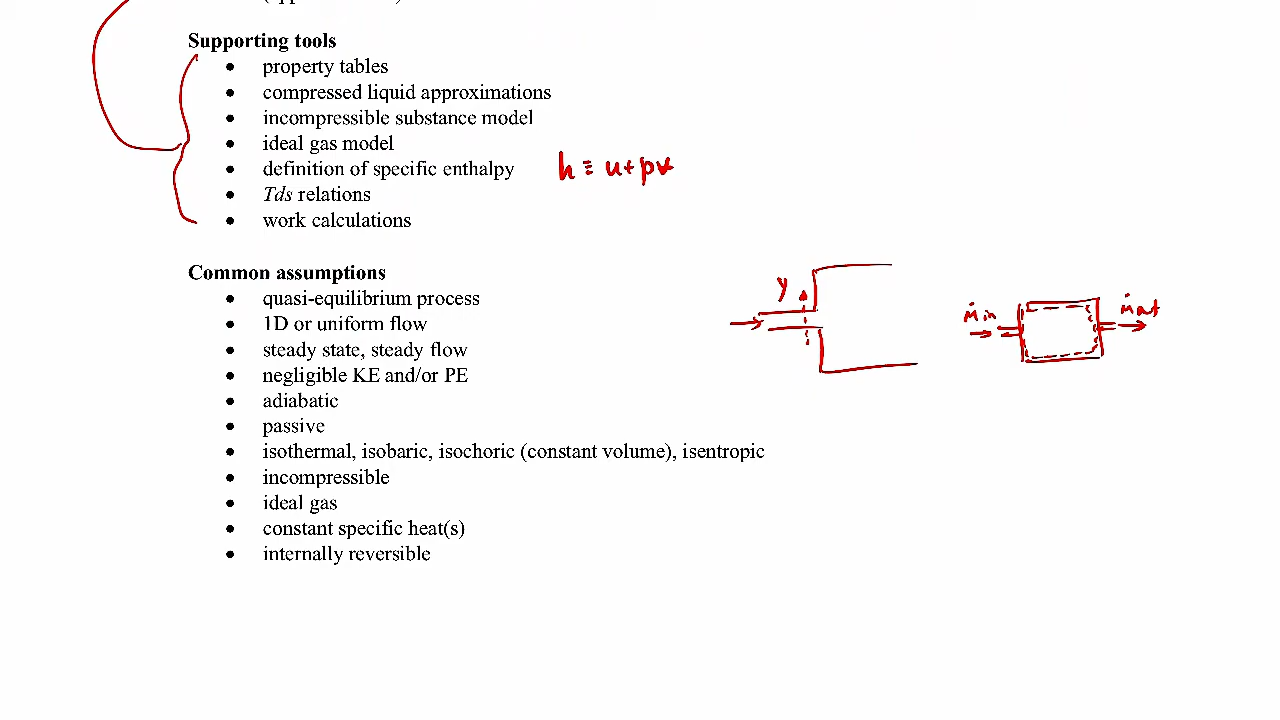 Supporting tools
• property tables
• compressed liquid approximations
• incompressible substance model
• ideal gas model
• definition of specific enthalpy h ≡ u + pv
• Tds relations
• work calculations
Common assumptions
• quasi-equilibrium process
• 1D or uniform flow
• steady state, steady flow
• negligible KE and/or PE
• adiabatic
• passive
• isothermal, isobaric, isochoric (constant volume), isentropic
• incompressible
• ideal gas
• constant specific heat(s)
• internally reversible
y
ṁin
ṁout